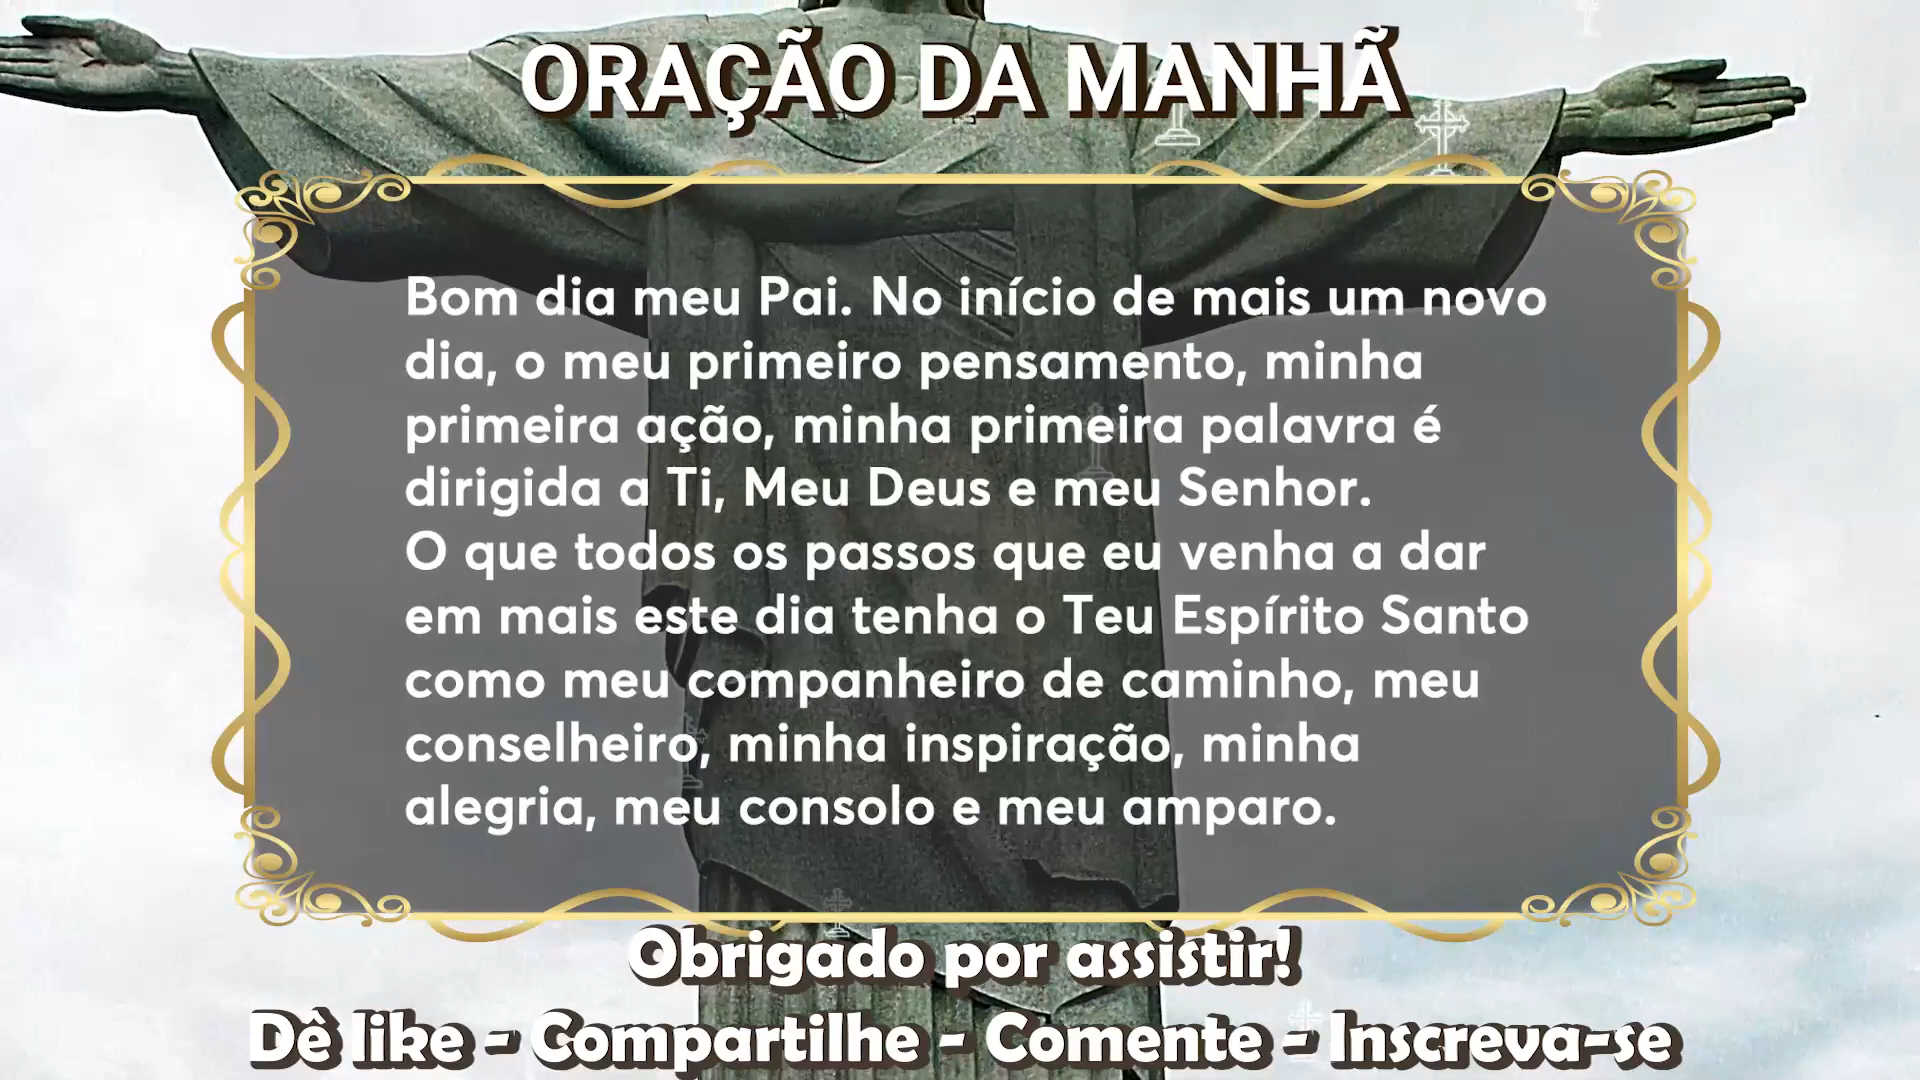 ORAÇÃO DA MANHÃ
Bom dia meu Pai. No início de mais um novo
dia, o meu primeiro pensamento, minha
primeira ação, minha primeira palavra é
dirigida a Ti, Meu Deus e meu Senhor.
O que todos os passos que eu venha a dar
em mais este dia tenha o Teu Espírito Santo
como meu companheiro de caminho, meu
conselheiro, minha inspiração, minha
alegria, meu consolo e meu amparo.
Obrigado por assistir!
Dê like - Compartilhe - Comente - Inscreva-se